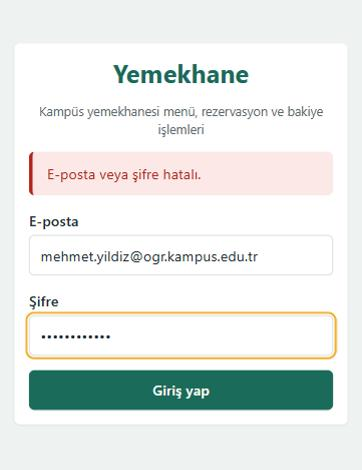 Yemekhane
Kampüs yemekhanesi menü, rezervasyon ve bakiye
işlemleri
E-posta veya şifre hatalı.
E-posta
mehmet.yildiz@ogr.kampus.edu.tr
Şifre
••••••••••••
Giriş yap